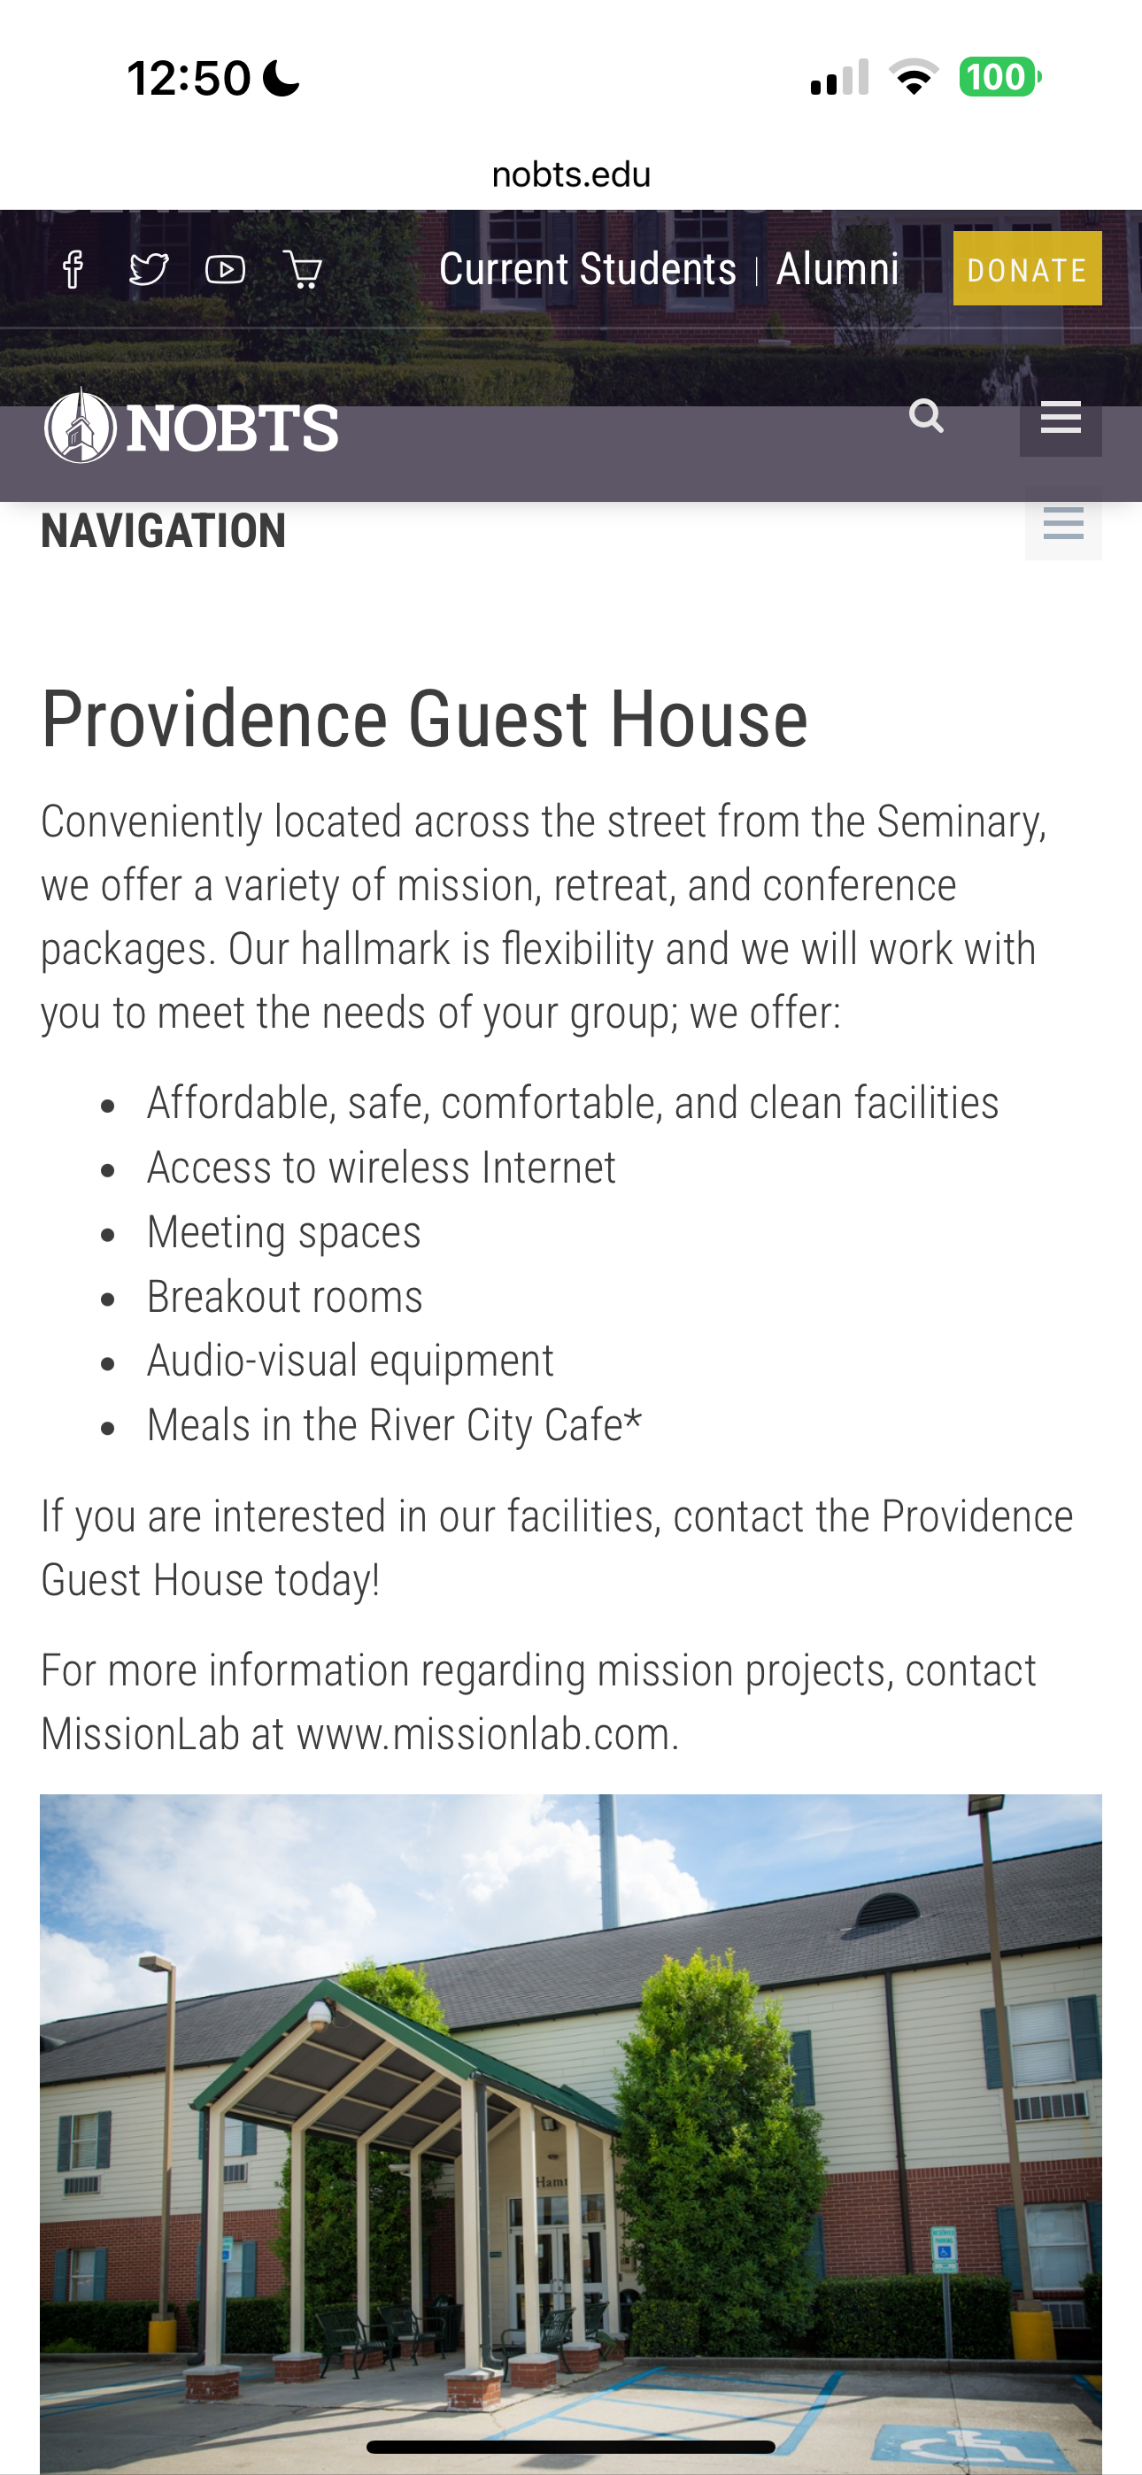 12:50
100
nobts.edu
Current Students | Alumni
DONATE
NOBTS
NAVIGATION
Providence Guest House
Conveniently located across the street from the Seminary,
we offer a variety of mission, retreat, and conference
packages. Our hallmark is flexibility and we will work with
you to meet the needs of your group; we offer:
• Affordable, safe, comfortable, and clean facilities
• Access to wireless Internet
• Meeting spaces
• Breakout rooms
• Audio-visual equipment
• Meals in the River City Cafe*
If you are interested in our facilities, contact the Providence
Guest House today!
For more information regarding mission projects, contact
MissionLab at www.missionlab.com.